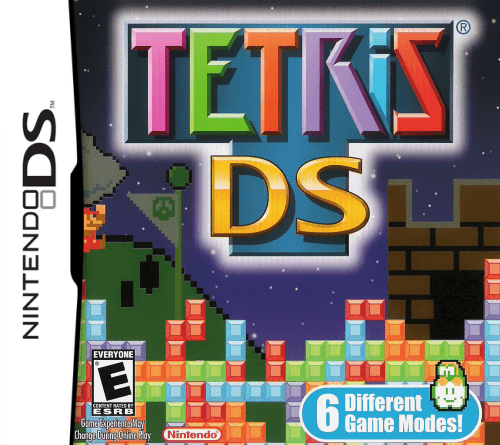 TETRiS®
DS
NINTENDO DS™
EVERYONE
E
CONTENT RATED BY
ESRB
Game Experience May
Change During Online Play
Nintendo®
6 Different
Game Modes!